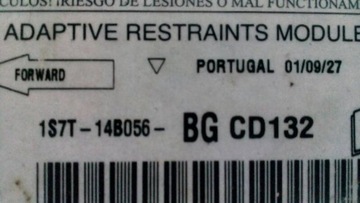 CULOS! ¡RIESGO DE LESIONES O MAL FUNCIONAM
ADAPTIVE RESTRAINTS MODULE
FORWARD
PORTUGAL 01/09/27
1S7T-14B056- BG CD132